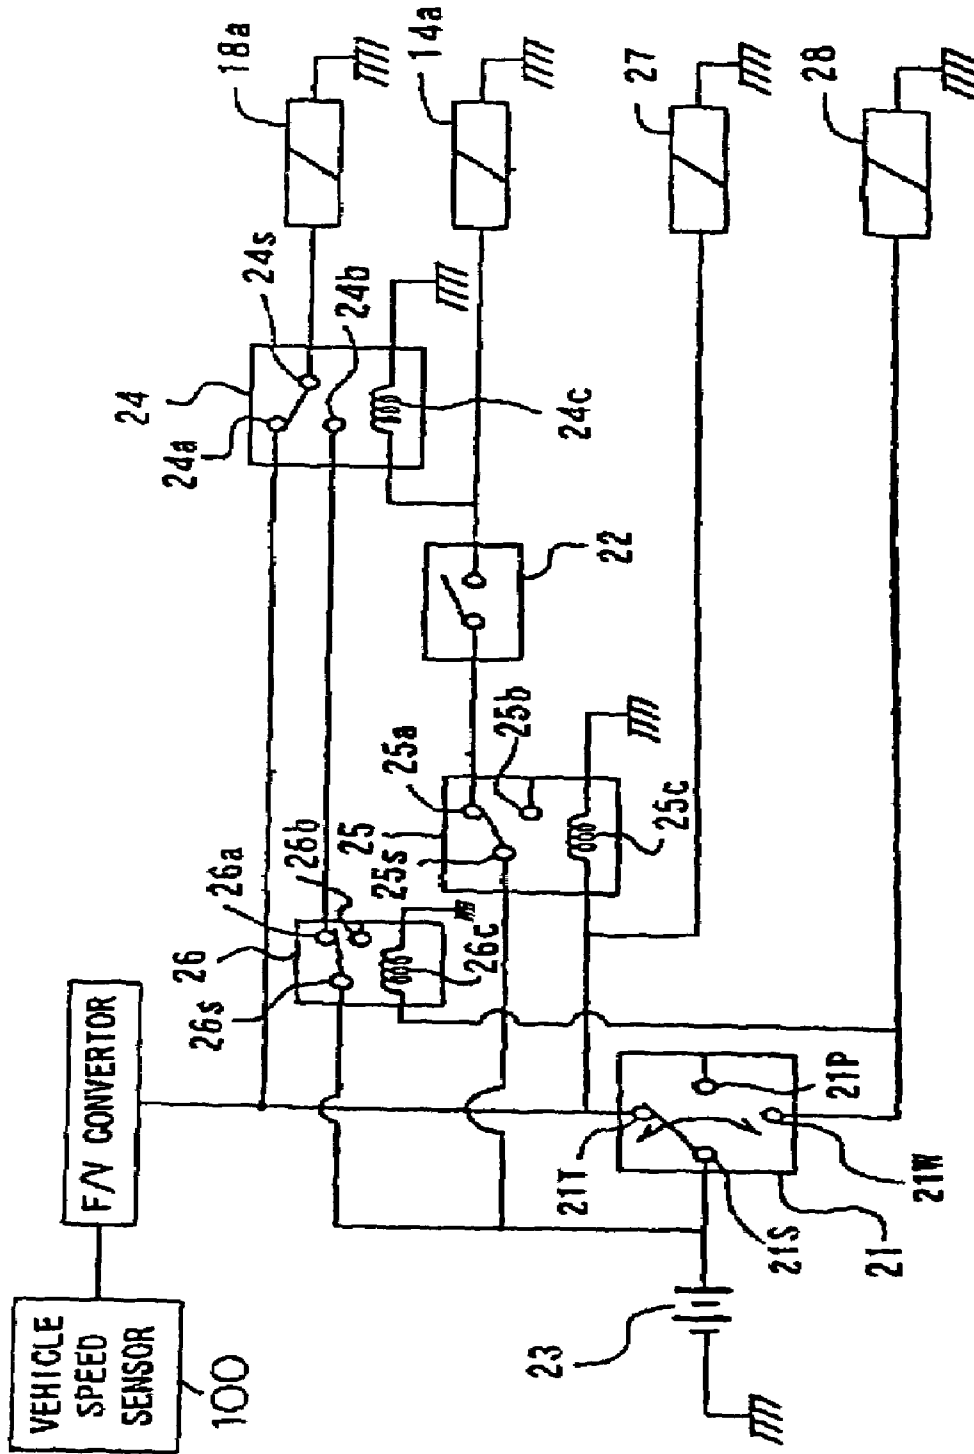 VEHICLE
SPEED
SENSOR
100
F/V CONVERTOR
18a
14a
27
28
24
24a
24s
24b
24c
22
25
25a
25b
25s
25c
26
26a
26b
26s
26c
21T
21P
21W
21S
21
23